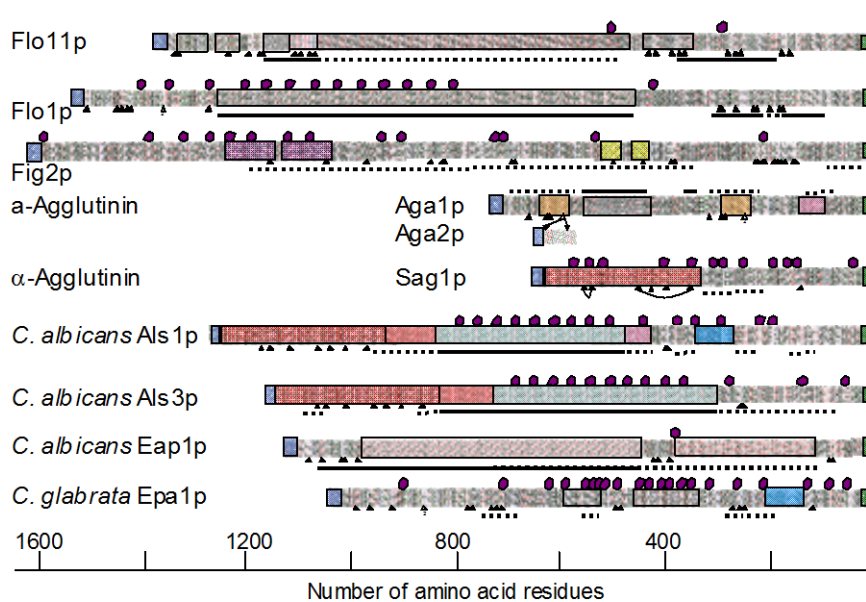 Flo11p
Flo1p
Fig2p
a-Agglutinin Aga1p
Aga2p
α-Agglutinin Sag1p
C. albicans Als1p
C. albicans Als3p
C. albicans Eap1p
C. glabrata Epa1p
1600 1200 800 400
Number of amino acid residues